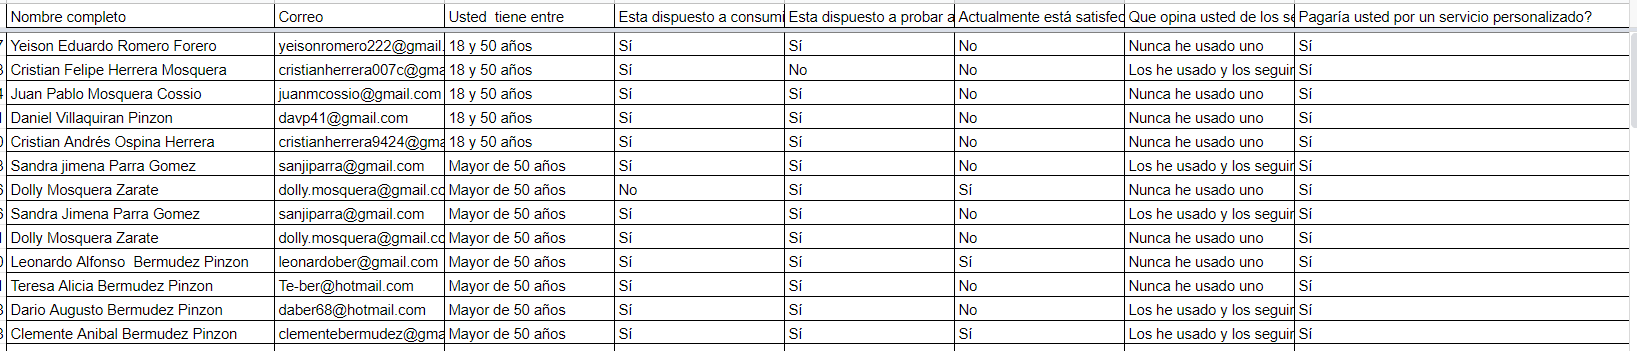 Nombre completo Correo Usted  tiene entre Esta dispuesto a consumi Esta dispuesto a probar a Actualmente está satisfec Que opina usted de los se Pagaría usted por un servicio personalizado?
Yeison Eduardo Romero Forero yeisonromero222@gmail. 18 y 50 años Sí Sí No Nunca he usado uno Sí
Cristian Felipe Herrera Mosquera cristianherrera007c@gma 18 y 50 años Sí No No Los he usado y los seguir Sí
Juan Pablo Mosquera Cossio juanmcossio@gmail.com 18 y 50 años Sí Sí No Nunca he usado uno Sí
Daniel Villaquiran Pinzon davp41@gmail.com 18 y 50 años Sí Sí No Nunca he usado uno Sí
Cristian Andrés Ospina Herrera cristianherrera9424@gma 18 y 50 años Sí Sí No Nunca he usado uno Sí
Sandra jimena Parra Gomez sanjiparra@gmail.com Mayor de 50 años Sí Sí No Los he usado y los seguir Sí
Dolly Mosquera Zarate dolly.mosquera@gmail.co Mayor de 50 años No Sí Sí Nunca he usado uno Sí
Sandra Jimena Parra Gomez sanjiparra@gmail.com Mayor de 50 años Sí Sí No Los he usado y los seguir Sí
Dolly Mosquera Zarate dolly.mosquera@gmail.co Mayor de 50 años Sí Sí No Nunca he usado uno Sí
Leonardo Alfonso  Bermudez Pinzon leonardober@gmail.com Mayor de 50 años Sí Sí Sí Nunca he usado uno Sí
Teresa Alicia Bermudez Pinzon Te-ber@hotmail.com Mayor de 50 años Sí Sí No Nunca he usado uno Sí
Dario Augusto Bermudez Pinzon daber68@hotmail.com Mayor de 50 años Sí Sí No Los he usado y los seguir Sí
Clemente Anibal Bermudez Pinzon clementebermudez@gma Mayor de 50 años Sí Sí Sí Los he usado y los seguir Sí